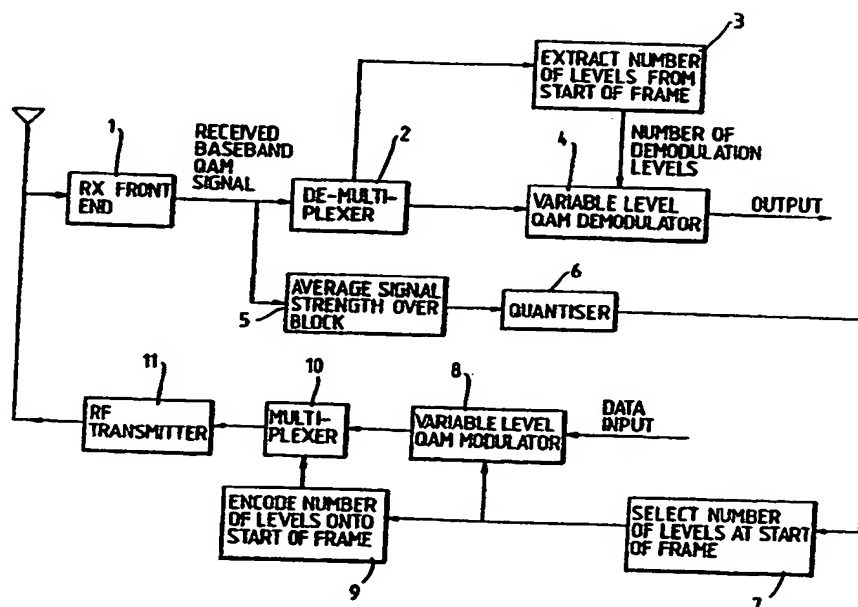 3
EXTRACT NUMBER
OF LEVELS FROM
START OF FRAME
1
RECEIVED
BASEBAND
QAM
SIGNAL
2
NUMBER OF
DEMODULATION
LEVELS
4
RX FRONT
END
DE-MULTI-
PLEXER
VARIABLE LEVEL
QAM DEMODULATOR
OUTPUT
5
AVERAGE SIGNAL
STRENGTH OVER
BLOCK
6
QUANTISER
11
RF
TRANSMITTER
10
MULTI-
PLEXER
8
VARIABLE LEVEL
QAM MODULATOR
DATA
INPUT
ENCODE NUMBER
OF LEVELS ONTO
START OF FRAME
9
SELECT NUMBER
OF LEVELS AT START
OF FRAME
7